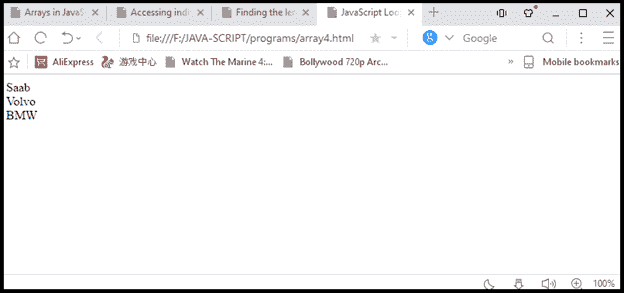 Arrays in JavaS
Accessing indi
Finding the le
JavaScript Loo
file:///F:/JAVA-SCRIPT/programs/array4.html
Google
AliExpress
游戏中心
Watch The Marine 4:...
Bollywood 720p Arc...
»
Mobile bookmarks
Saab
Volvo
BMW
100%